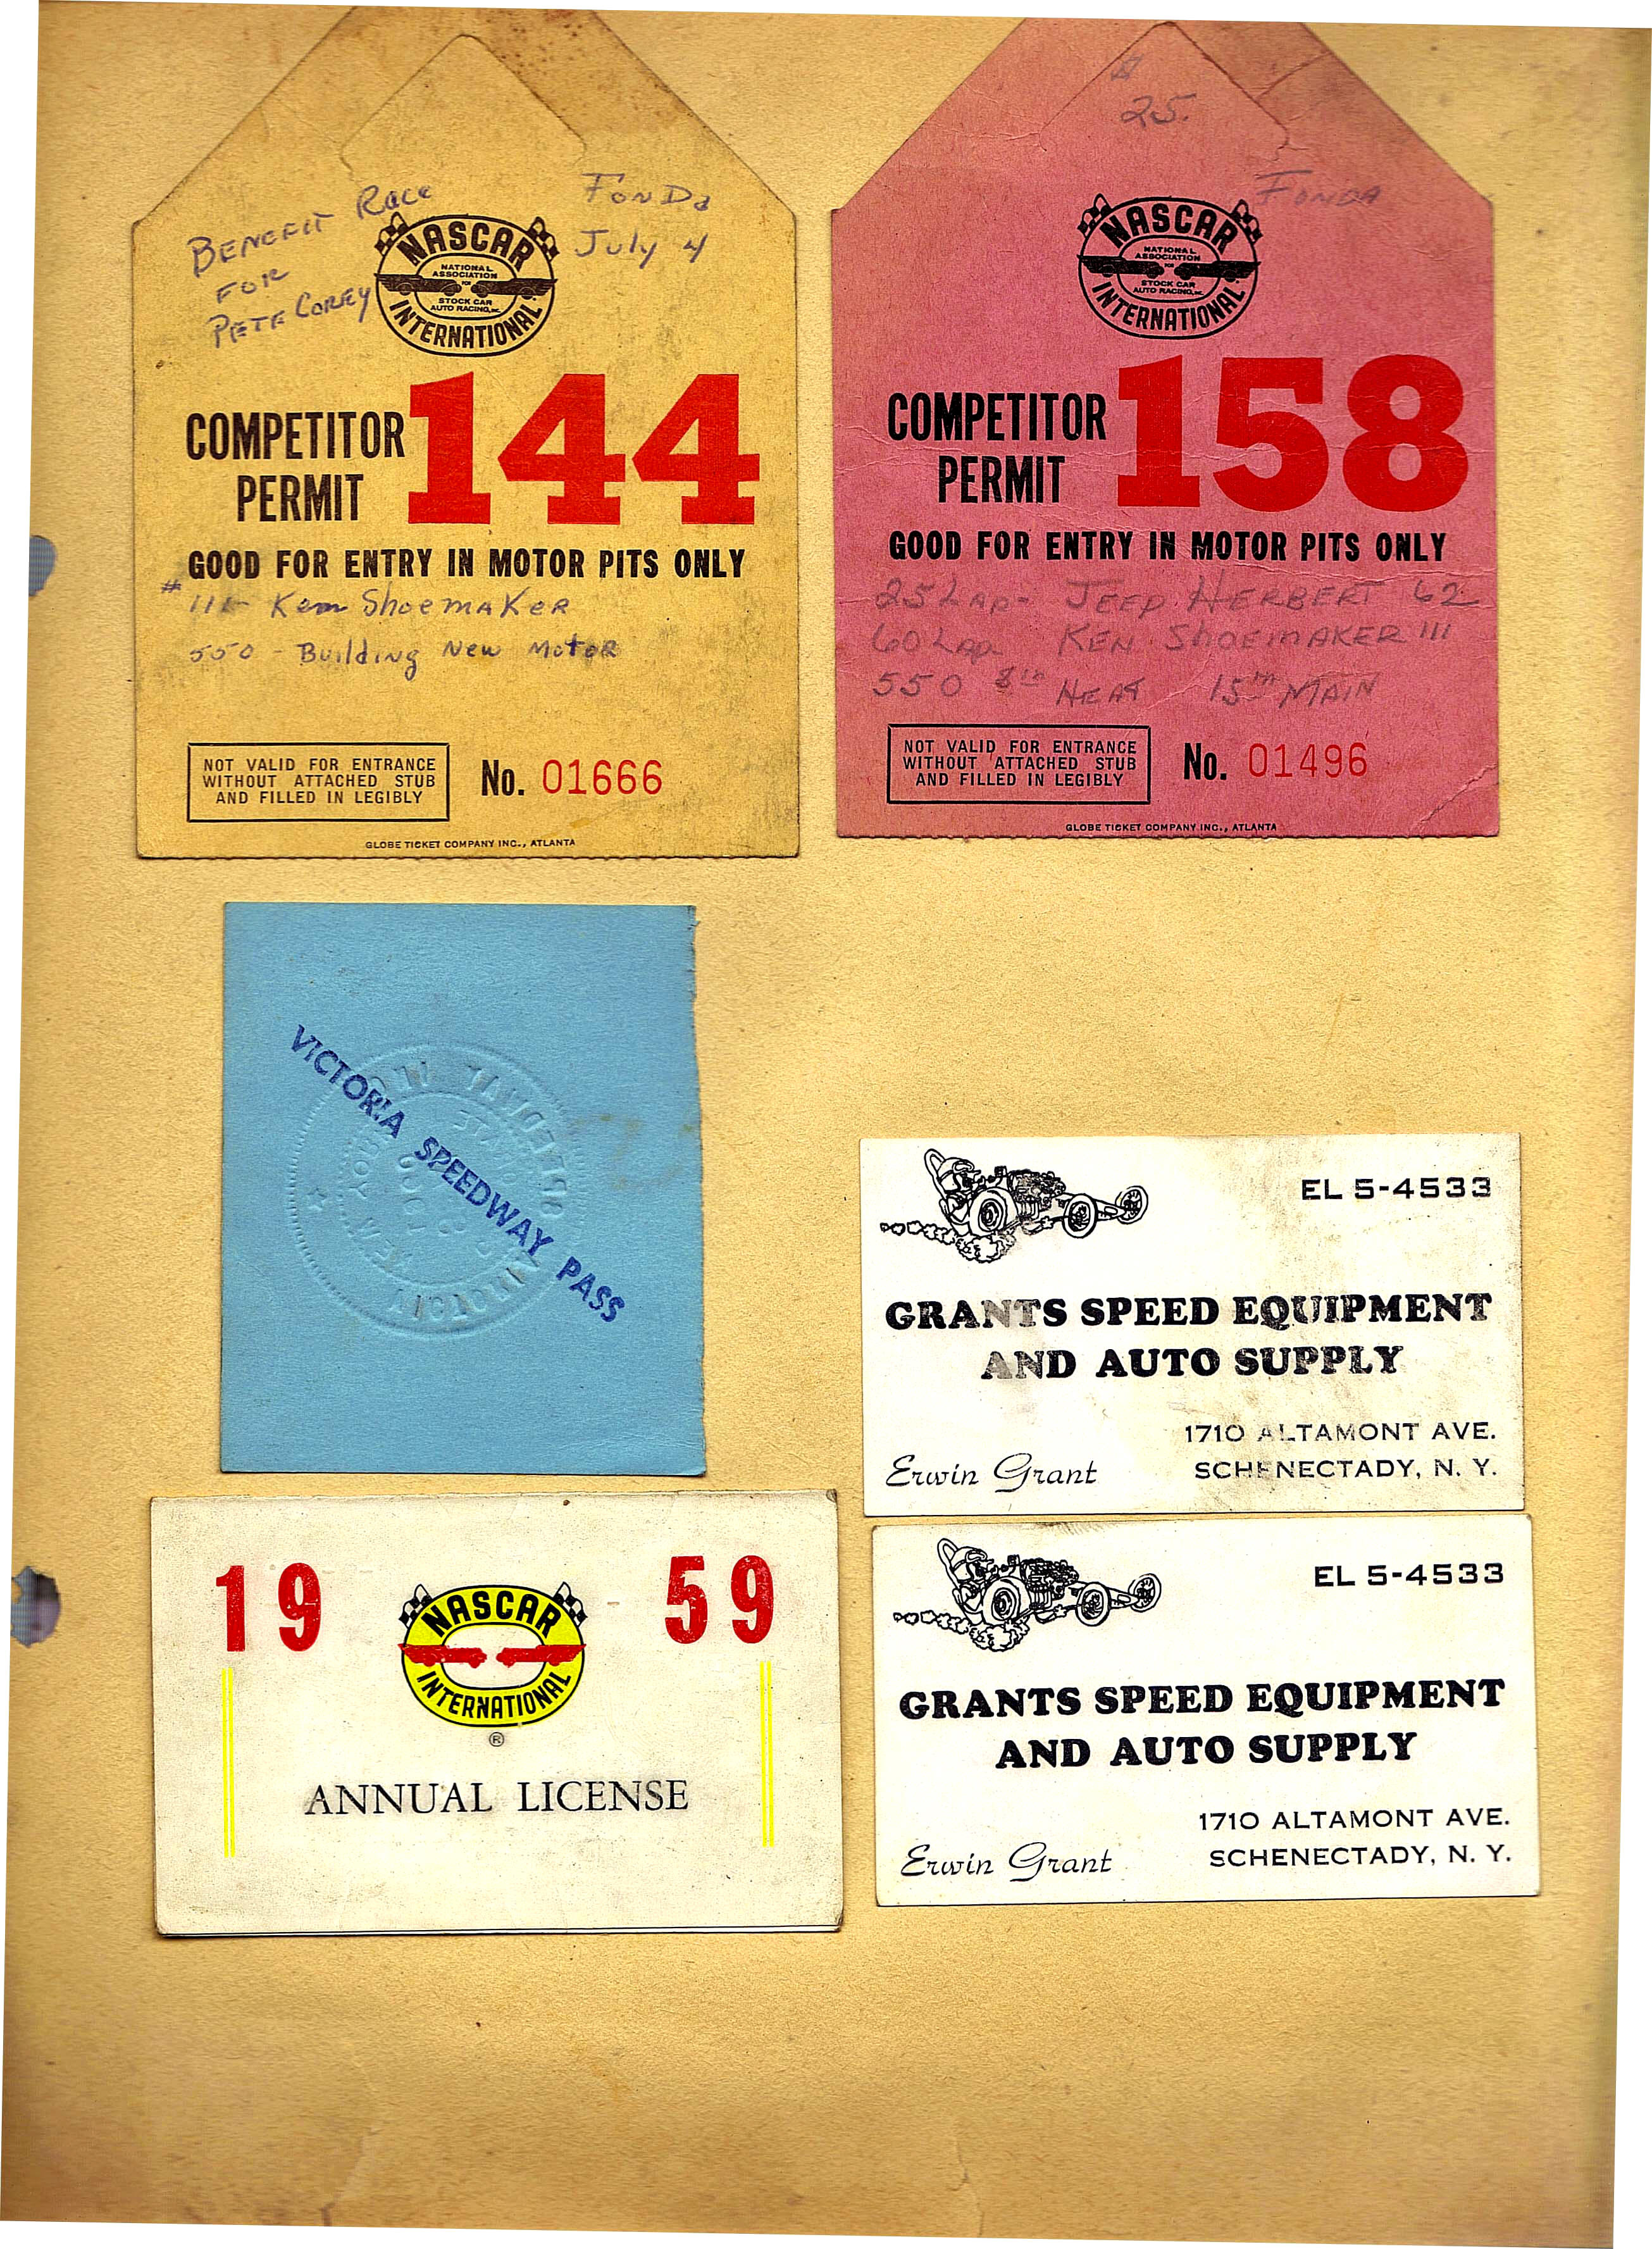 BENEFIT Race
FOR
PETE COREY
FonDa
July 4
NASCAR
NATIONAL
ASSOCIATION
FOR
STOCK CAR
AUTO RACING, INC.
INTERNATIONAL
COMPETITOR
PERMIT
144
GOOD FOR ENTRY IN MOTOR PITS ONLY
# 111- Ken ShoemaKer
550 - Building New MotoR
NOT VALID FOR ENTRANCE
WITHOUT ATTACHED STUB
AND FILLED IN LEGIBLY
No. 01666
GLOBE TICKET COMPANY INC., ATLANTA
25.
FONDA
NASCAR
NATIONAL
ASSOCIATION
FOR
STOCK CAR
AUTO RACING, INC.
INTERNATIONAL
COMPETITOR
PERMIT
158
GOOD FOR ENTRY IN MOTOR PITS ONLY
25 LAP- JEEP HERBERT 62
60 LAP KEN SHOEMAKER 111
550 8th HEAT 15TH MAIN
NOT VALID FOR ENTRANCE
WITHOUT ATTACHED STUB
AND FILLED IN LEGIBLY
No. 01496
GLOBE TICKET COMPANY INC., ATLANTA
VICTORIA SPEEDWAY PASS
EL 5-4533
GRANTS SPEED EQUIPMENT
AND AUTO SUPPLY
1710 ALTAMONT AVE.
Erwin Grant SCHENECTADY, N. Y.
1959
NASCAR
INTERNATIONAL
®
ANNUAL LICENSE
EL 5-4533
GRANTS SPEED EQUIPMENT
AND AUTO SUPPLY
1710 ALTAMONT AVE.
Erwin Grant SCHENECTADY, N. Y.